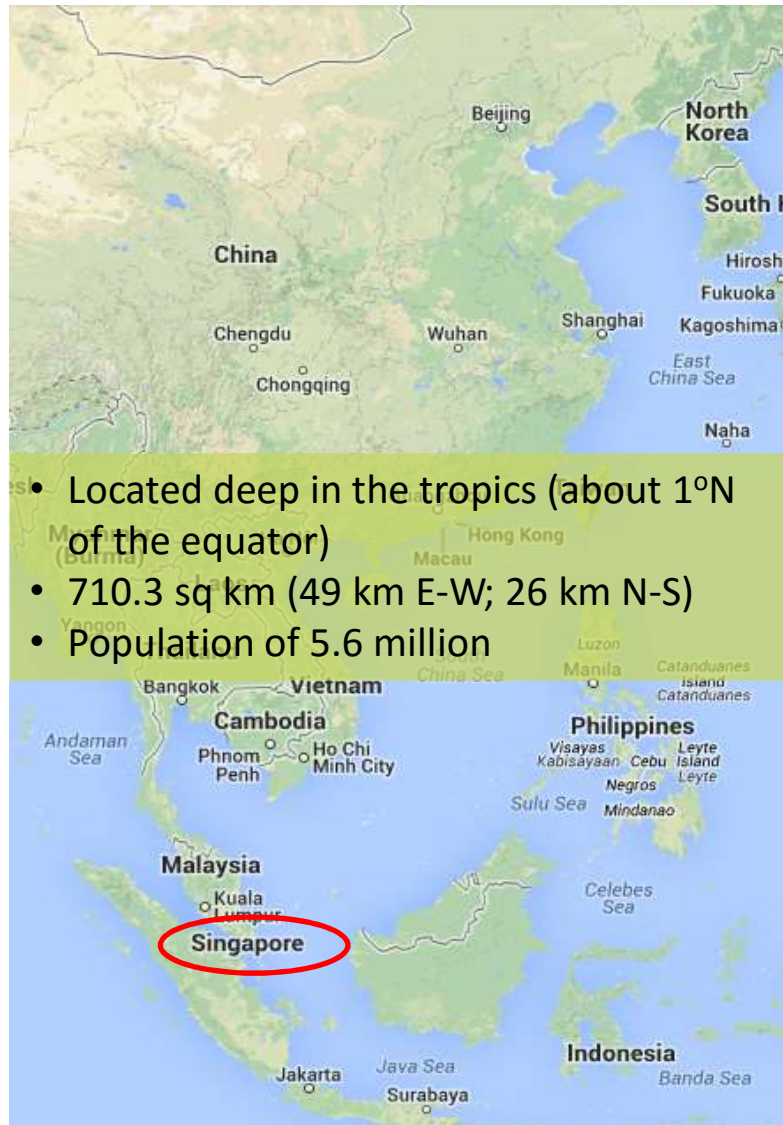 Beijing
North
Korea
South
China
Hirosh
Fukuoka
Chengdu
Wuhan
Shanghai
Kagoshima
Chongqing
East
China Sea
Naha
• Located deep in the tropics (about 1°N
of the equator)
Hong Kong
Macau
• 710.3 sq km (49 km E-W; 26 km N-S)
Yangon
• Population of 5.6 million
Luzon
Manila
Catanduanes
Island
Catanduanes
Bangkok
Vietnam
Cambodia
Andaman
Sea
Phnom
Penh
Ho Chi
Minh City
Philippines
Visayas
Kabisayaan
Cebu
Leyte
Island
Leyte
Negros
Sulu Sea
Mindanao
Malaysia
Kuala
Lumpur
Celebes
Sea
Singapore
Indonesia
Java Sea
Jakarta
Banda Sea
Surabaya